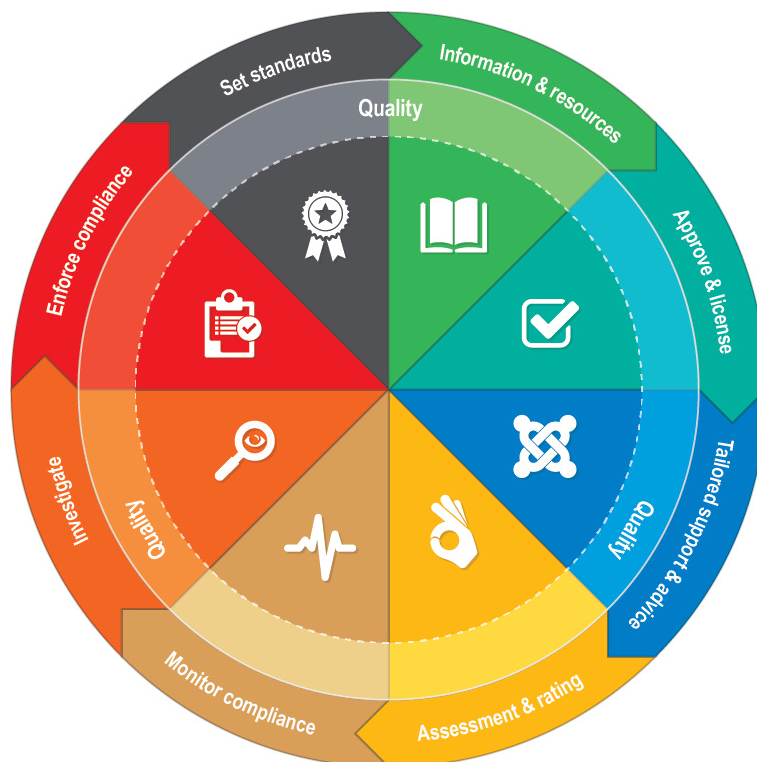 Set standards
Information & resources
Approve & license
Tailored support & advice
Assessment & rating
Monitor compliance
Investigate
Enforce compliance
Quality
Quality
Quality